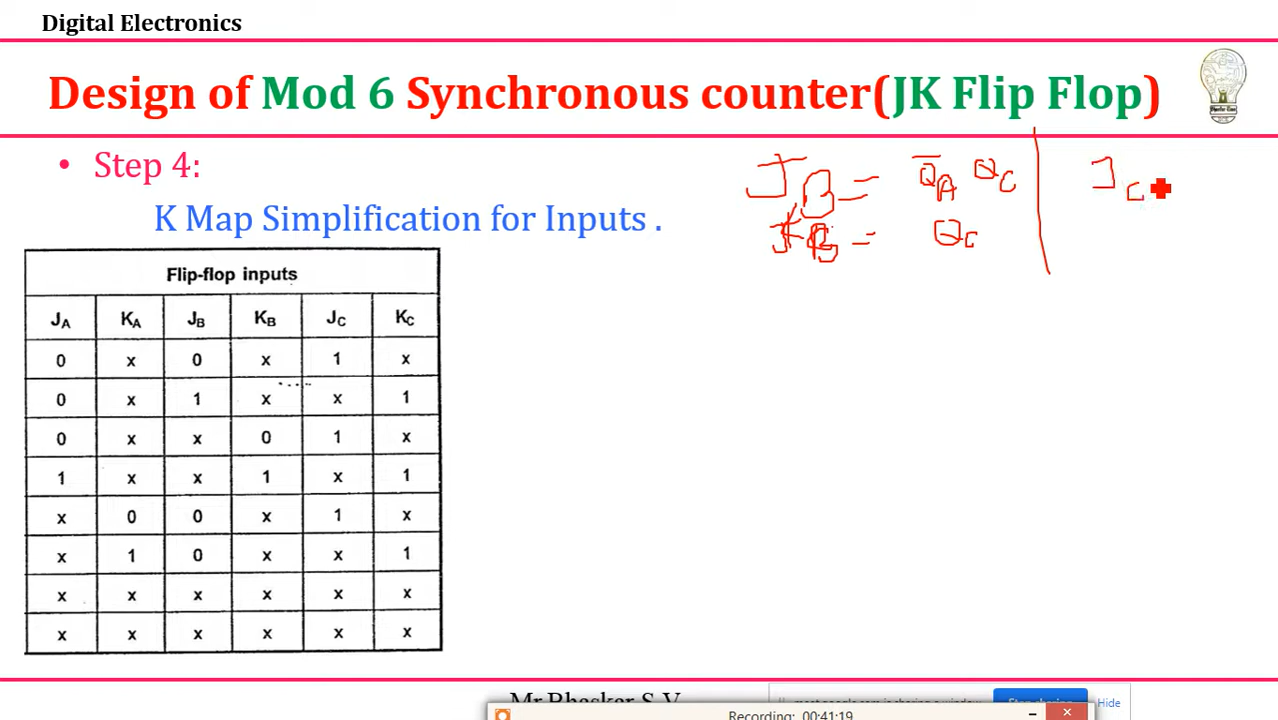 Digital Electronics
Design of Mod 6 Synchronous counter(JK Flip Flop)
• Step 4:
K Map Simplification for Inputs .
J_B = Q̅_A Q_C
K_B = Q_C
J_C
Flip-flop inputs
J_A K_A J_B K_B J_C K_C
0 x 0 x 1 x
0 x 1 x x 1
0 x x 0 1 x
1 x x 1 x 1
x 0 0 x 1 x
x 1 0 x x 1
x x x x x x
x x x x x x
Mr Bhaskar S V
Hide
Recording: 00:41:19